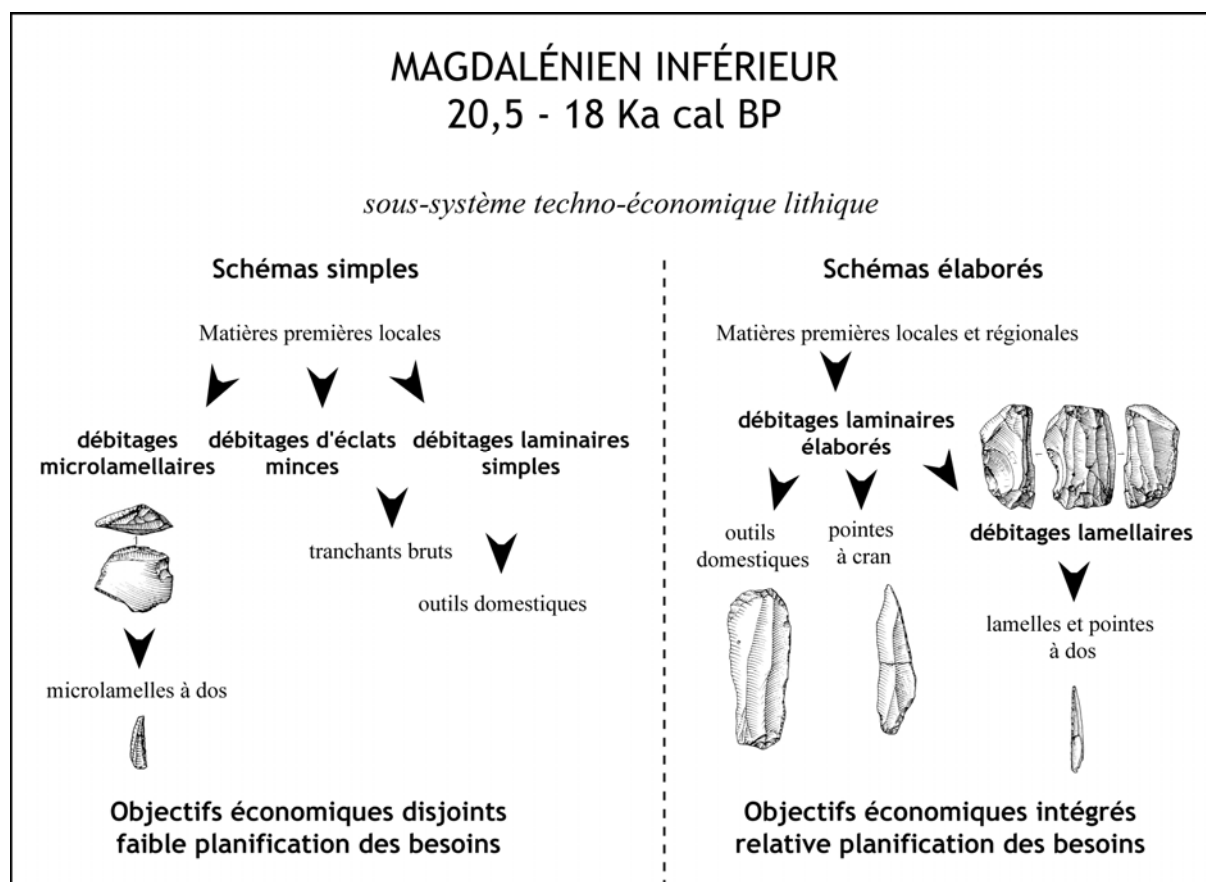 MAGDALÉNIEN INFÉRIEUR
20,5 - 18 Ka cal BP
sous-système techno-économique lithique
Schémas simples
Matières premières locales
débitages
microlamellaires
débitages d'éclats
minces
débitages laminaires
simples
tranchants bruts
outils domestiques
microlamelles à dos
Objectifs économiques disjoints
faible planification des besoins
Schémas élaborés
Matières premières locales et régionales
débitages laminaires
élaborés
outils
domestiques
pointes
à cran
débitages lamellaires
lamelles et pointes
à dos
Objectifs économiques intégrés
relative planification des besoins